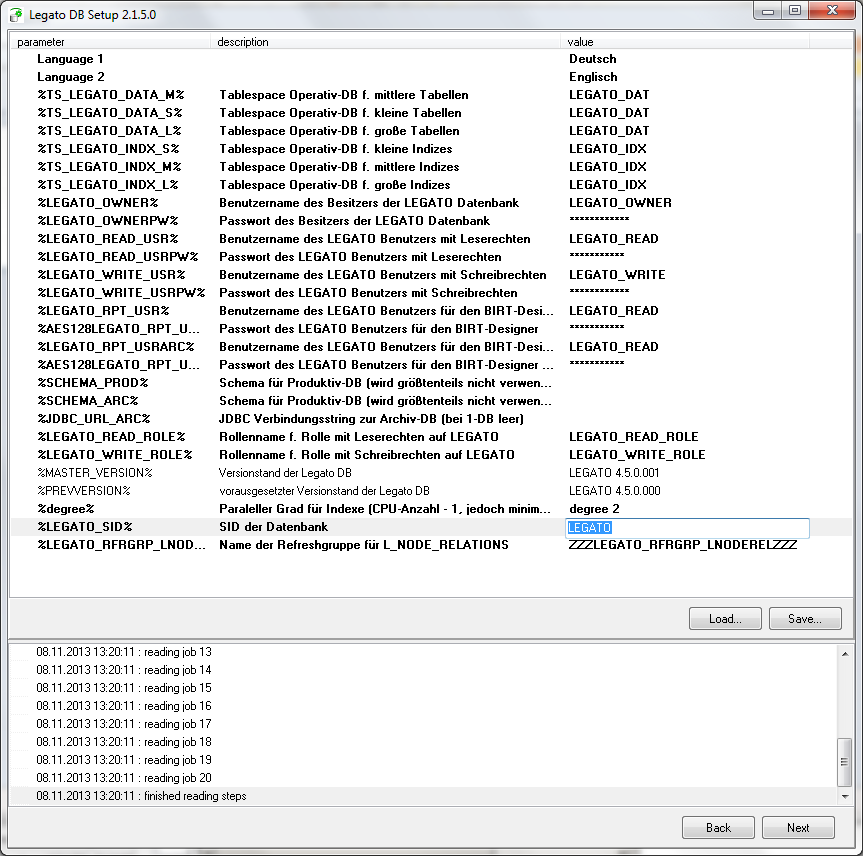 Legato DB Setup 2.1.5.0
parameter description value
Language 1 Deutsch
Language 2 Englisch
%TS_LEGATO_DATA_M% Tablespace Operativ-DB f. mittlere Tabellen LEGATO_DAT
%TS_LEGATO_DATA_S% Tablespace Operativ-DB f. kleine Tabellen LEGATO_DAT
%TS_LEGATO_DATA_L% Tablespace Operativ-DB f. große Tabellen LEGATO_DAT
%TS_LEGATO_INDX_S% Tablespace Operativ-DB f. kleine Indizes LEGATO_IDX
%TS_LEGATO_INDX_M% Tablespace Operativ-DB f. mittlere Indizes LEGATO_IDX
%TS_LEGATO_INDX_L% Tablespace Operativ-DB f. große Indizes LEGATO_IDX
%LEGATO_OWNER% Benutzername des Besitzers der LEGATO Datenbank LEGATO_OWNER
%LEGATO_OWNERPW% Passwort des Besitzers der LEGATO Datenbank ************
%LEGATO_READ_USR% Benutzername des LEGATO Benutzers mit Leserechten LEGATO_READ
%LEGATO_READ_USRPW% Passwort des LEGATO Benutzers mit Leserechten ***********
%LEGATO_WRITE_USR% Benutzername des LEGATO Benutzers mit Schreibrechten LEGATO_WRITE
%LEGATO_WRITE_USRPW% Passwort des LEGATO Benutzers mit Schreibrechten ************
%LEGATO_RPT_USR% Benutzername des LEGATO Benutzers für den BIRT-Desi... LEGATO_READ
%AES128LEGATO_RPT_U... Passwort des LEGATO Benutzers für den BIRT-Designer ***********
%LEGATO_RPT_USRARC% Benutzername des LEGATO Benutzers für den BIRT-Desi... LEGATO_READ
%AES128LEGATO_RPT_U... Passwort des LEGATO Benutzers für den BIRT-Designer ... ***********
%SCHEMA_PROD% Schema für Produktiv-DB (wird größtenteils nicht verwen...
%SCHEMA_ARC% Schema für Produktiv-DB (wird größtenteils nicht verwen...
%JDBC_URL_ARC% JDBC Verbindungsstring zur Archiv-DB (bei 1-DB leer)
%LEGATO_READ_ROLE% Rollenname f. Rolle mit Leserechten auf LEGATO LEGATO_READ_ROLE
%LEGATO_WRITE_ROLE% Rollenname f. Rolle mit Schreibrechten auf LEGATO LEGATO_WRITE_ROLE
%MASTER_VERSION% Versionstand der Legato DB LEGATO 4.5.0.001
%PREVVERSION% vorausgesetzter Versionstand der Legato DB LEGATO 4.5.0.000
%degree% Paraleller Grad für Indexe (CPU-Anzahl - 1, jedoch minim... degree 2
%LEGATO_SID% SID der Datenbank LEGATO
%LEGATO_RFRGRP_LNOD... Name der Refreshgruppe für L_NODE_RELATIONS ZZZLEGATO_RFRGRP_LNODERELZZZ
Load... Save...
08.11.2013 13:20:11 : reading job 13
08.11.2013 13:20:11 : reading job 14
08.11.2013 13:20:11 : reading job 15
08.11.2013 13:20:11 : reading job 16
08.11.2013 13:20:11 : reading job 17
08.11.2013 13:20:11 : reading job 18
08.11.2013 13:20:11 : reading job 19
08.11.2013 13:20:11 : reading job 20
08.11.2013 13:20:11 : finished reading steps
Back Next